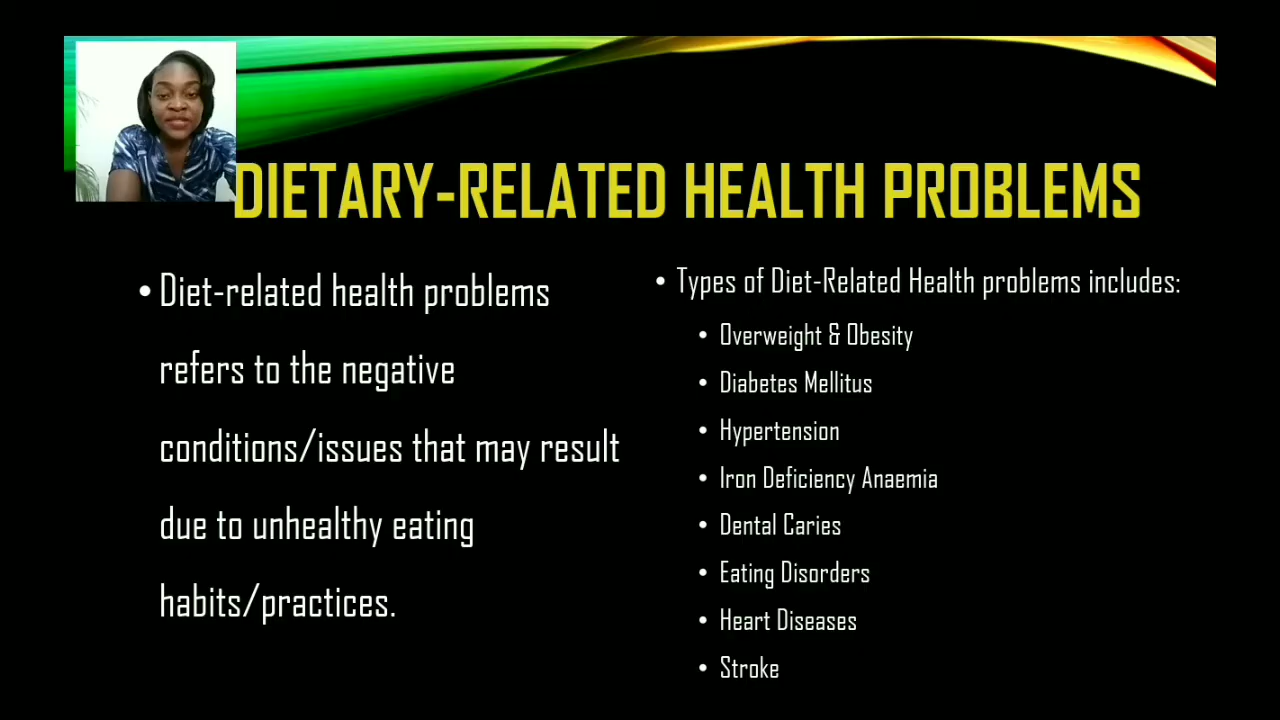 DIETARY-RELATED HEALTH PROBLEMS
• Diet-related health problems
refers to the negative
conditions/issues that may result
due to unhealthy eating
habits/practices.
• Types of Diet-Related Health problems includes:
• Overweight & Obesity
• Diabetes Mellitus
• Hypertension
• Iron Deficiency Anaemia
• Dental Caries
• Eating Disorders
• Heart Diseases
• Stroke